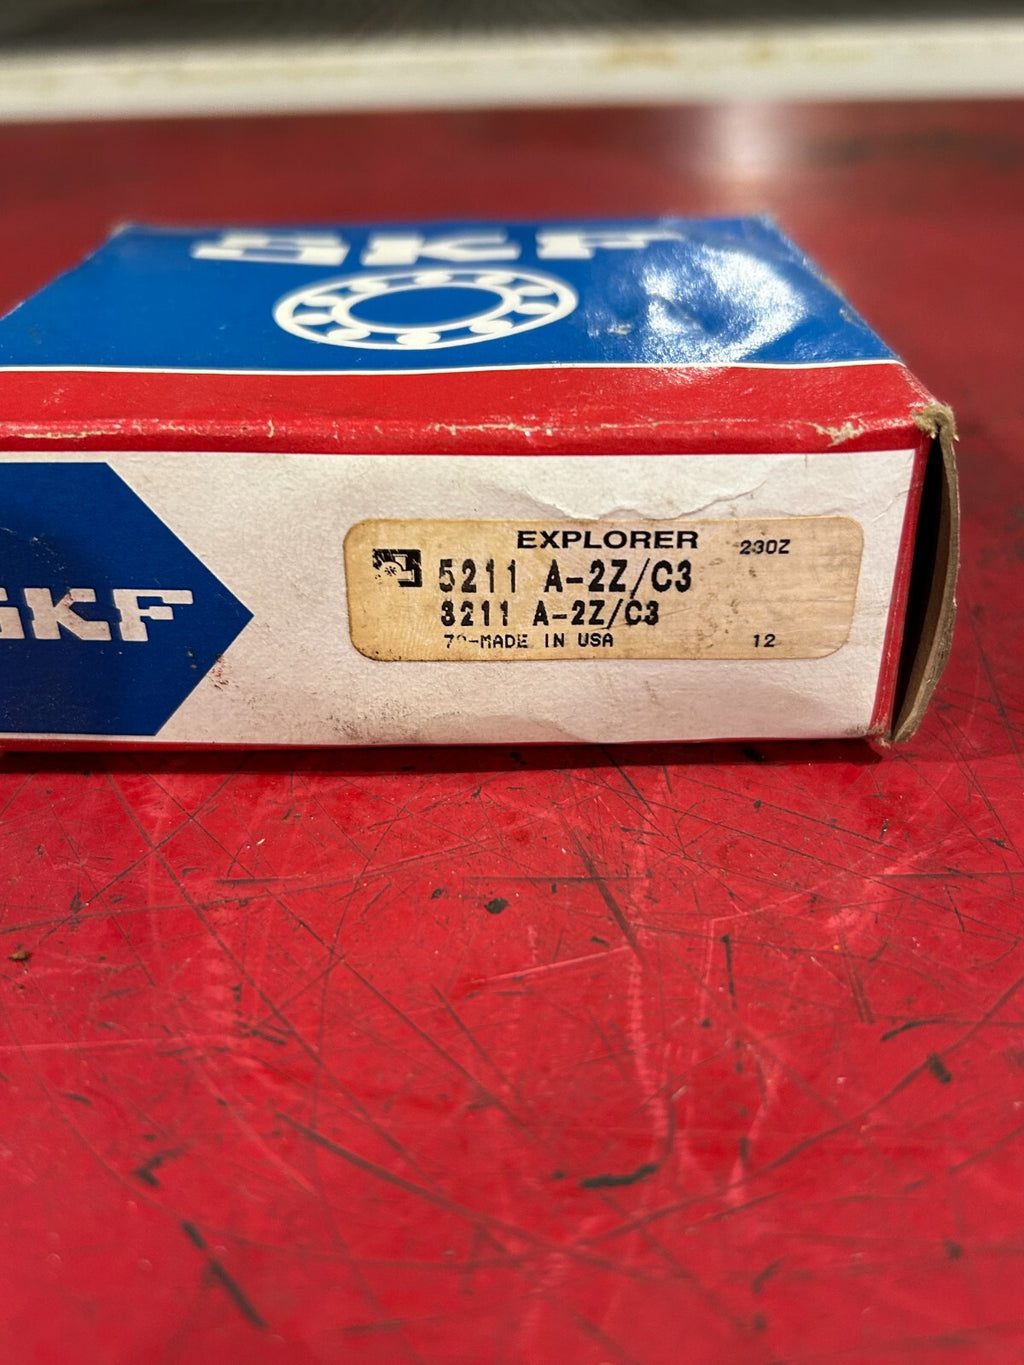 SKF
EXPLORER
230Z
5211 A-2Z/C3
3211 A-2Z/C3
SKF
-MADE IN USA
12